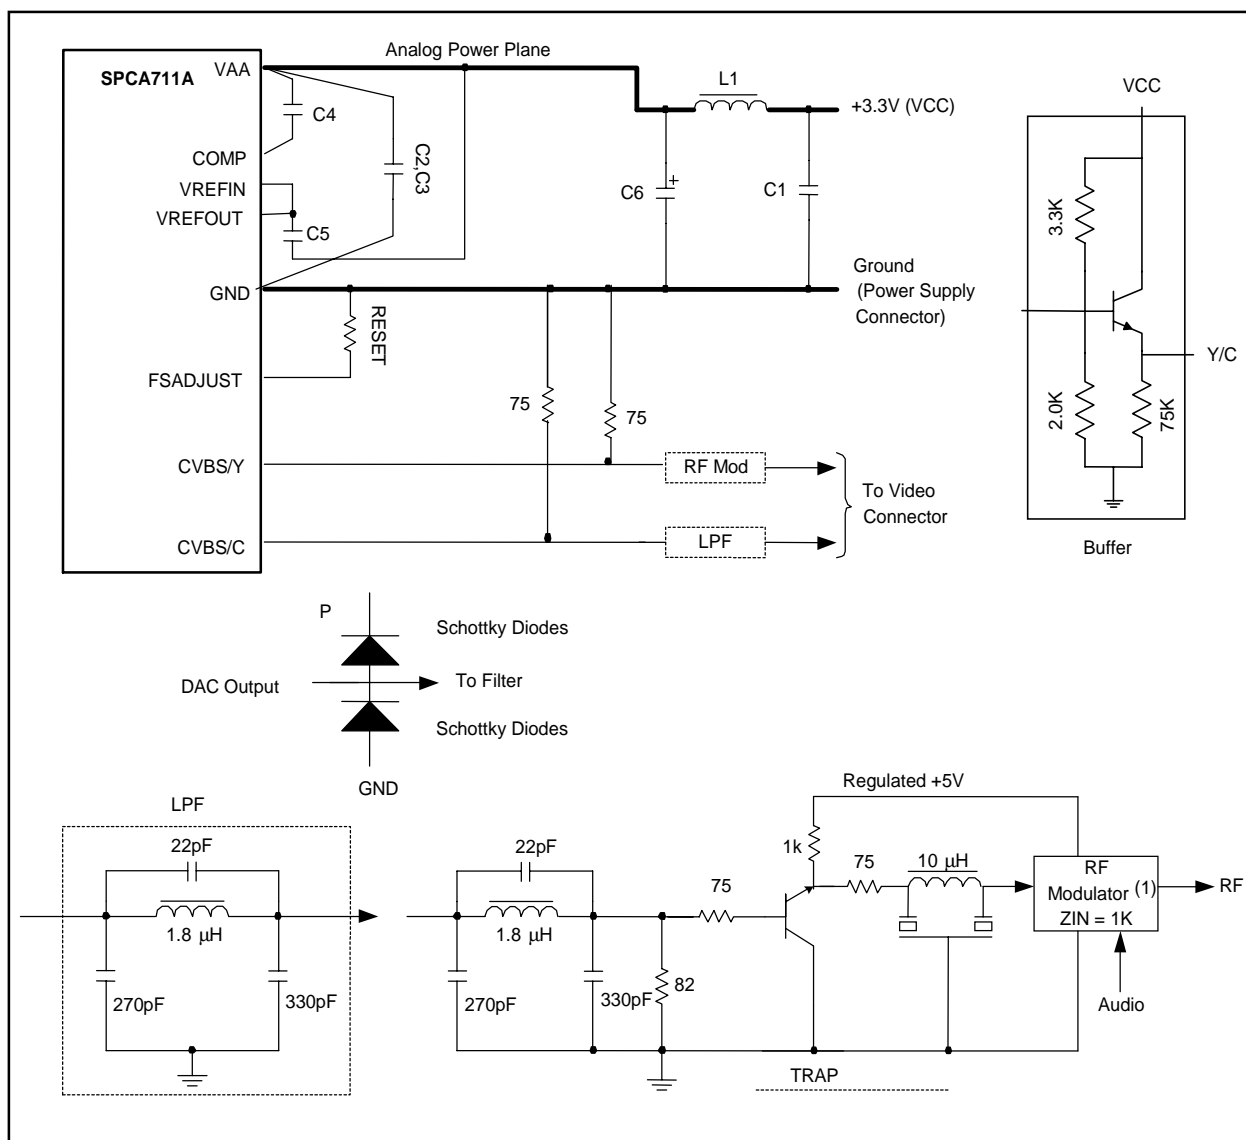 Analog Power Plane
SPCA711A
VAA
L1
VCC
+3.3V (VCC)
C4
COMP
C2,C3
VREFIN
C6
+
C1
3.3K
VREFOUT
C5
GND
Ground
(Power Supply
Connector)
RESET
Y/C
FSADJUST
75
75
2.0K
75K
CVBS/Y
RF Mod
To Video
Connector
CVBS/C
LPF
Buffer
P
Schottky Diodes
DAC Output
To Filter
Schottky Diodes
GND
Regulated +5V
LPF
22pF
22pF
1k
75
10 μH
75
RF
Modulator (1)
ZIN = 1K
RF
1.8 μH
1.8 μH
270pF
330pF
270pF
330pF
82
Audio
TRAP